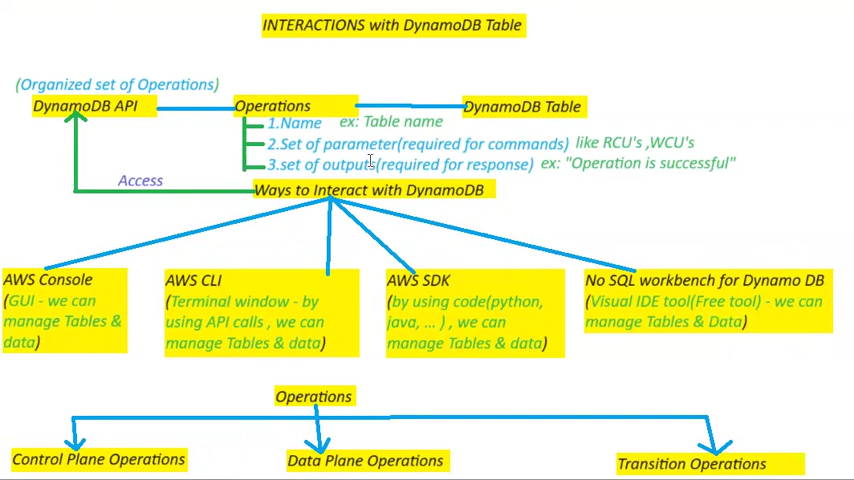 INTERACTIONS with DynamoDB Table
(Organized set of Operations)
DynamoDB API
Operations
DynamoDB Table
1.Name ex: Table name
2.Set of parameter(required for commands) like RCU's ,WCU's
3.set of outputs(required for response) ex: "Operation is successful"
Access
Ways to Interact with DynamoDB
AWS Console
(GUI - we can
manage Tables &
data)
AWS CLI
(Terminal window - by
using API calls , we can
manage Tables & data)
AWS SDK
(by using code(python,
java, ... ) , we can
manage Tables & data)
No SQL workbench for Dynamo DB
(Visual IDE tool(Free tool) - we can
manage Tables & Data)
Operations
Control Plane Operations
Data Plane Operations
Transition Operations